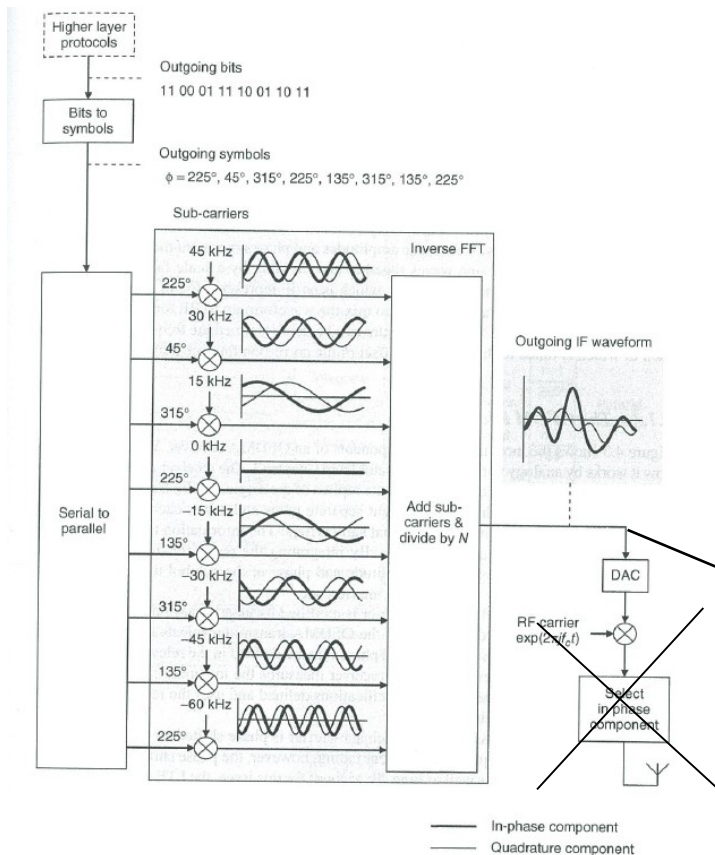 Higher layer
protocols
Outgoing bits
11 00 01 11 10 01 10 11
Bits to
symbols
Outgoing symbols
ϕ = 225°, 45°, 315°, 225°, 135°, 315°, 135°, 225°
Sub-carriers
Inverse FFT
Serial to
parallel
45 kHz
225°
30 kHz
45°
15 kHz
315°
0 kHz
225°
−15 kHz
135°
−30 kHz
315°
−45 kHz
135°
−60 kHz
225°
Add sub-
carriers &
divide by N
Outgoing IF waveform
DAC
RF carrier
exp(2πjf_ct)
Select
in phase
component
In-phase component
Quadrature component